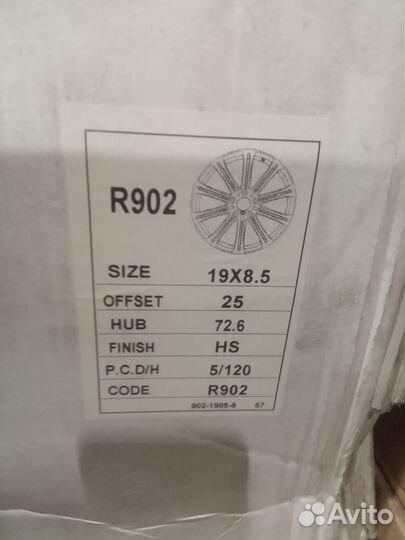 R902
SIZE 19X8.5
OFFSET 25
HUB 72.6
FINISH HS
P.C.D/H 5/120
CODE R902
902-1985-9 67
Avito